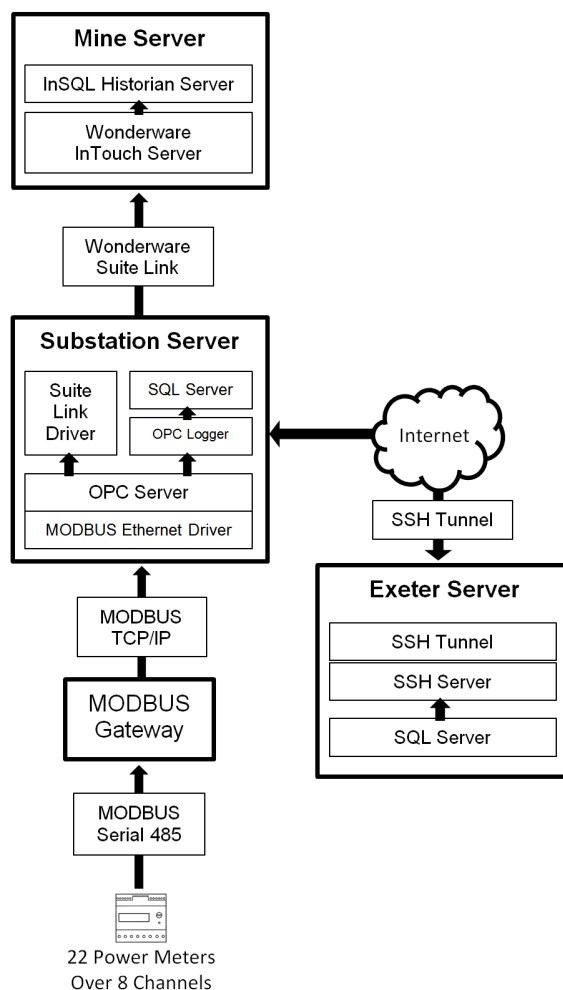 Mine Server
InSQL Historian Server
Wonderware
InTouch Server
Wonderware
Suite Link
Substation Server
Suite
Link
Driver
SQL Server
OPC Logger
OPC Server
MODBUS Ethernet Driver
Internet
SSH Tunnel
Exeter Server
SSH Tunnel
SSH Server
SQL Server
MODBUS
TCP/IP
MODBUS
Gateway
MODBUS
Serial 485
22 Power Meters
Over 8 Channels